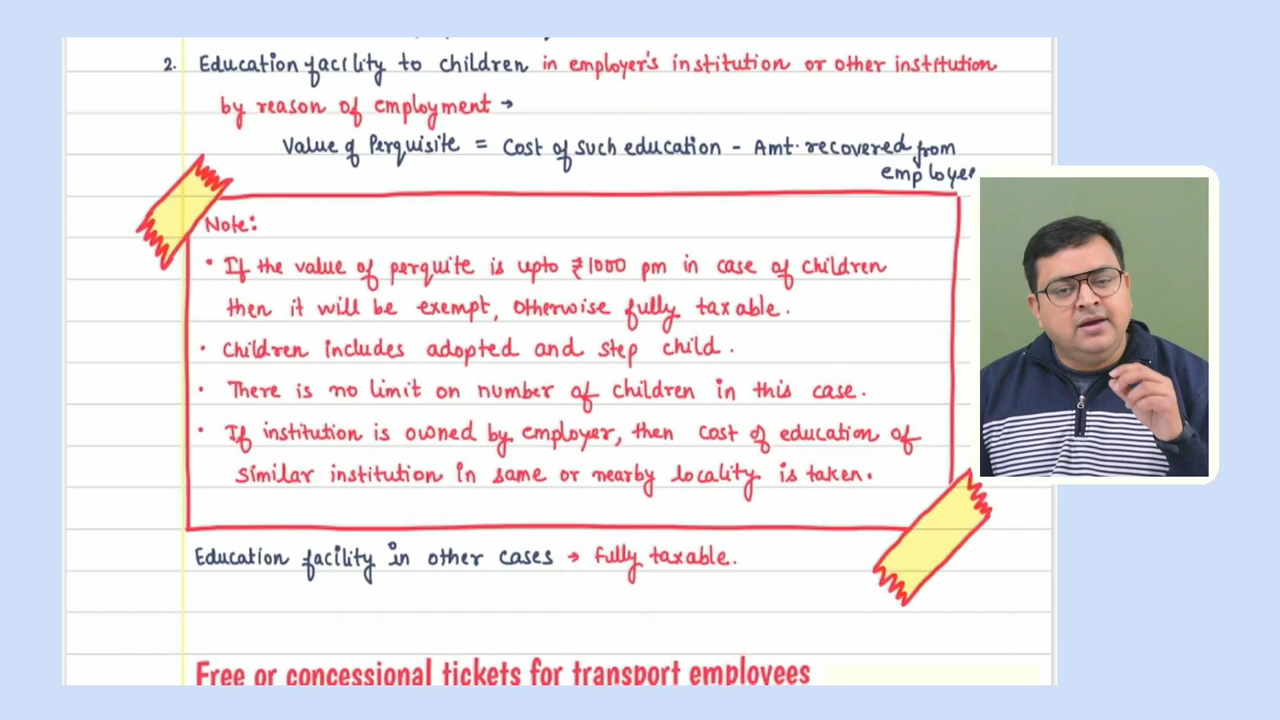 2. Education facility to children in employer's institution or other institution
by reason of employment →
Value of Perquisite = Cost of such education - Amt. recovered from
employee
Note:
• If the value of perquite is upto ₹1000 pm in case of children
then it will be exempt, otherwise fully taxable.
• Children includes adopted and step child.
• There is no limit on number of children in this case.
• If institution is owned by employer, then cost of education of
similar institution in same or nearby locality is taken.
Education facility in other cases → Fully taxable.
Free or concessional tickets for transport employees